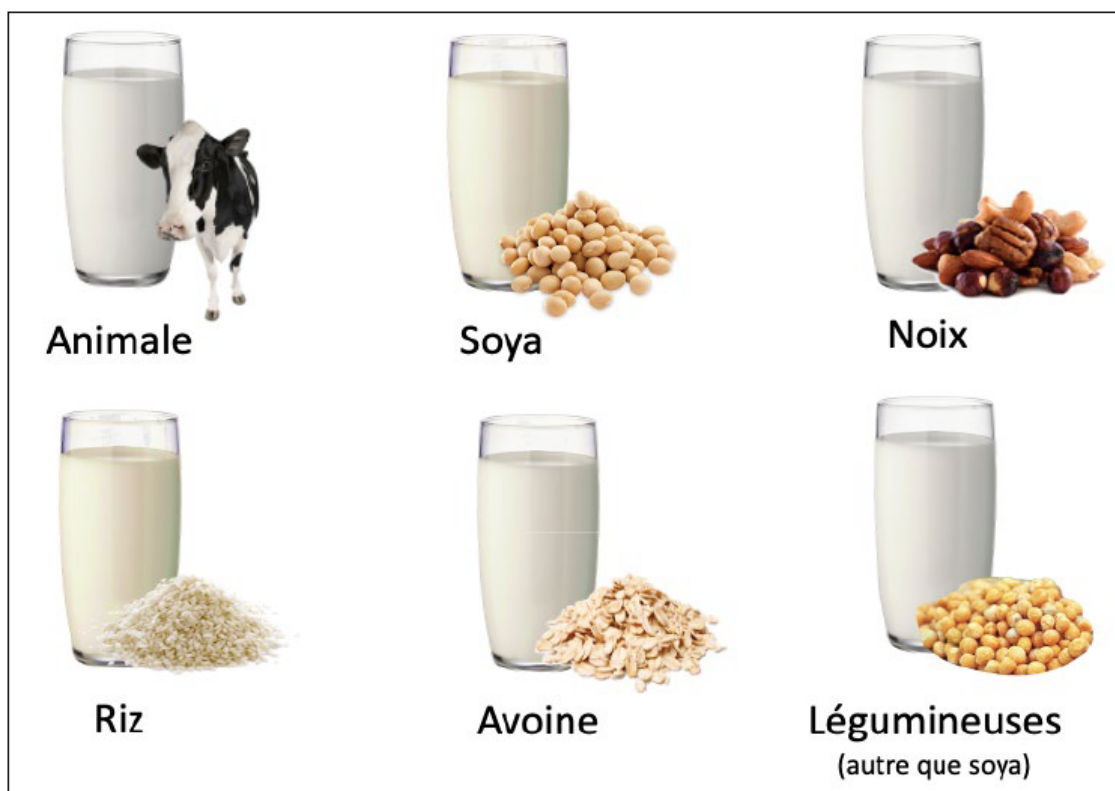 Animale
Soya
Noix
Riz
Avoine
Légumineuses
(autre que soya)